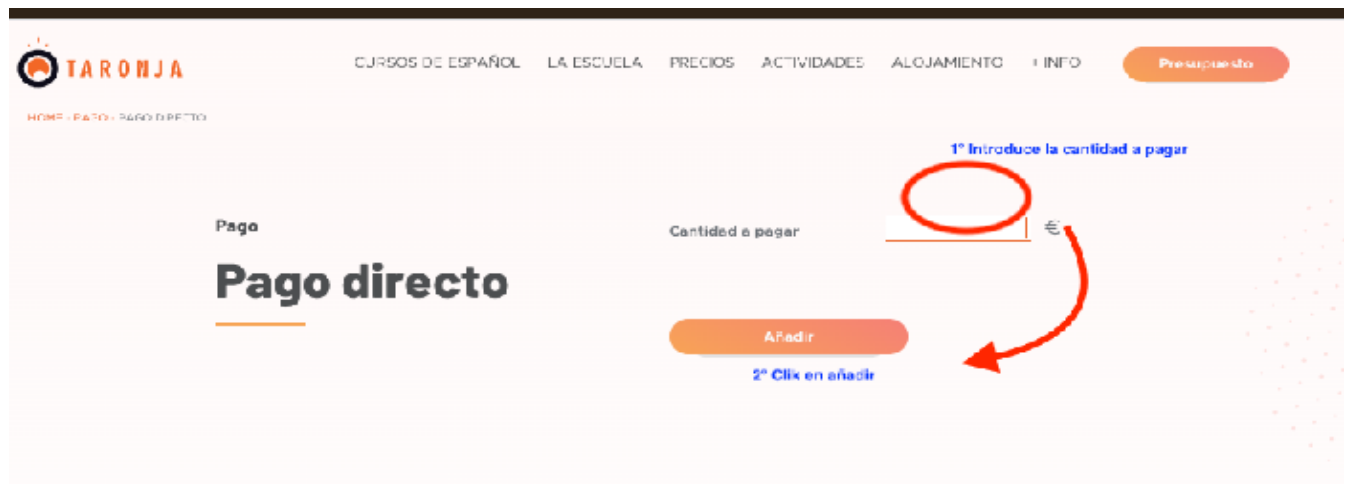 TARONJA
CURSOS DE ESPAÑOL LA ESCUELA PRECIOS ACTIVIDADES ALOJAMIENTO + INFO Presupuesto
HOME › PAGO › PAGO DIRECTO
1º Introduce la cantidad a pagar
Pago
Cantidad a pagar €
Pago directo
Añadir
2º Clik en añadir